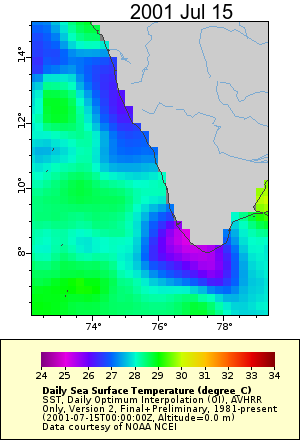 2001 Jul 15
14°
12°
10°
8°
74° 76° 78°
24 25 26 27 28 29 30 31 32 33 34
Daily Sea Surface Temperature (degree_C)
SST, Daily Optimum Interpolation (OI), AVHRR
Only, Version 2, Final+Preliminary, 1981-present
(2001-07-15T00:00:00Z, Altitude=0.0 m)
Data courtesy of NOAA NCEI